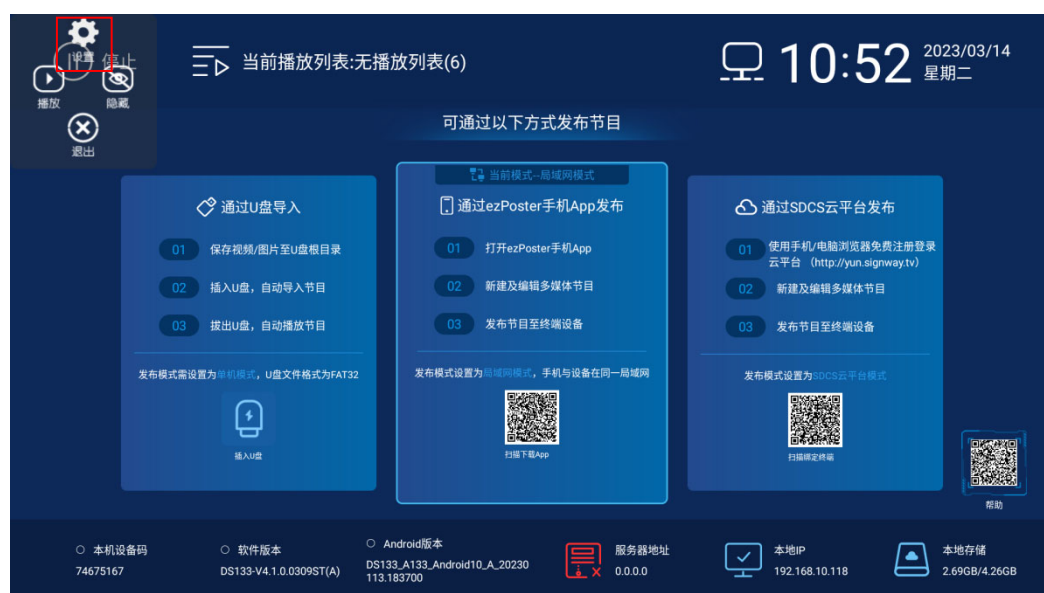 设置
停止
播放
隐藏
退出
当前播放列表:无播放列表(6)
10:52
2023/03/14
星期二
可通过以下方式发布节目
通过U盘导入
01 保存视频/图片至U盘根目录
02 插入U盘，自动导入节目
03 拔出U盘，自动播放节目
发布模式需设置为单机模式，U盘文件格式为FAT32
插入U盘
当前模式--局域网模式
通过ezPoster手机App发布
01 打开ezPoster手机App
02 新建及编辑多媒体节目
03 发布节目至终端设备
发布模式设置为局域网模式，手机与设备在同一局域网
扫描下载App
通过SDCS云平台发布
01 使用手机/电脑浏览器免费注册登录
云平台 （http://yun.signway.tv）
02 新建及编辑多媒体节目
03 发布节目至终端设备
发布模式设置为SDCS云平台模式
扫描绑定终端
帮助
本机设备码
74675167
软件版本
DS133-V4.1.0.0309ST(A)
Android版本
DS133_A133_Android10_A_20230
113.183700
服务器地址
0.0.0.0
本地IP
192.168.10.118
本地存储
2.69GB/4.26GB